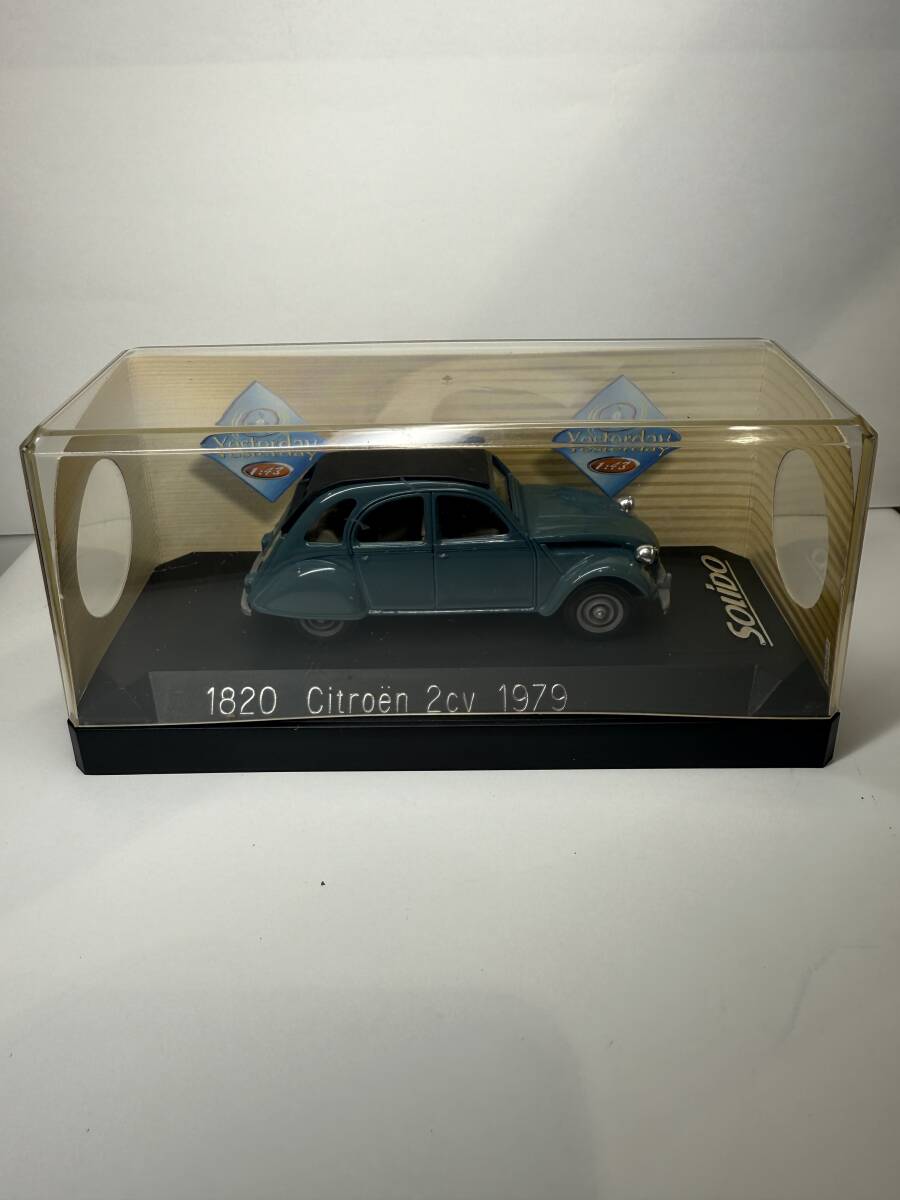 Yesterday
1:43
Yesterday
1:43
SOLIDO
1820 Citroën 2cv 1979